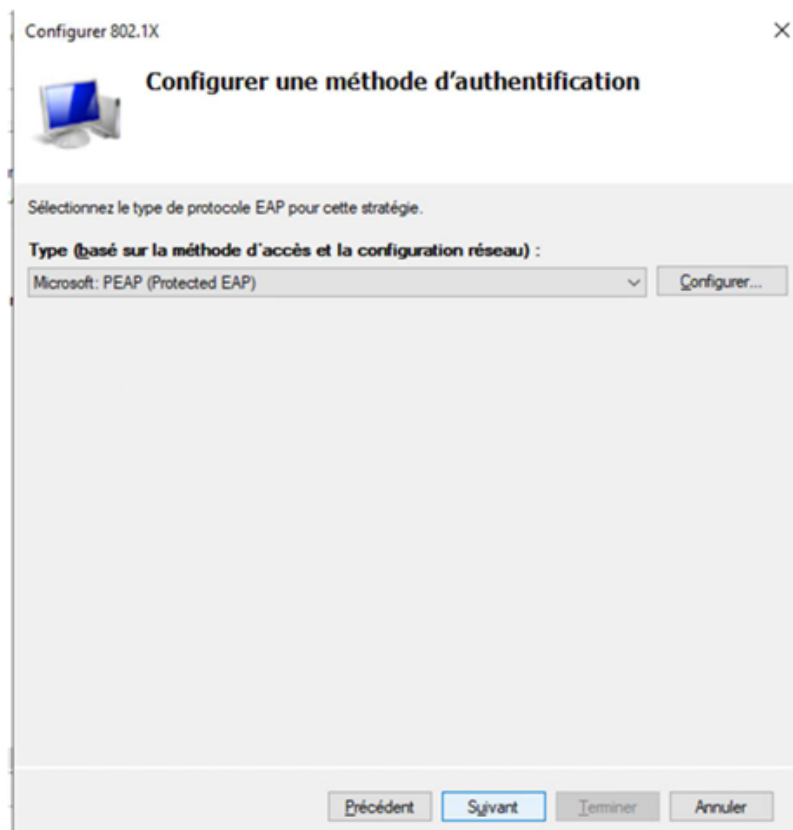 Configurer 802.1X
Configurer une méthode d'authentification
Sélectionnez le type de protocole EAP pour cette stratégie.
Type (basé sur la méthode d'accès et la configuration réseau) :
Microsoft: PEAP (Protected EAP)
Configurer...
Précédent
Suivant
Terminer
Annuler